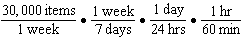 30,000 items / 1 week • 1 week / 7 days • 1 day / 24 hrs • 1 hr / 60 min